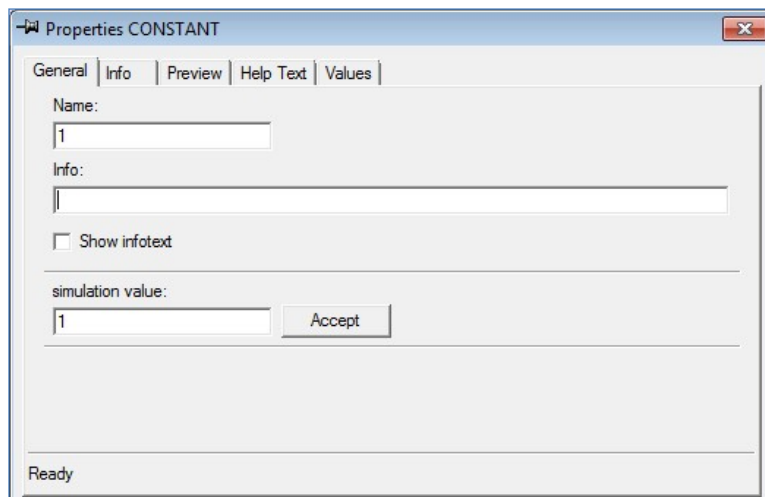 Properties CONSTANT
General Info Preview Help Text Values
Name:
1
Info:
Show infotext
simulation value:
1 Accept
Ready